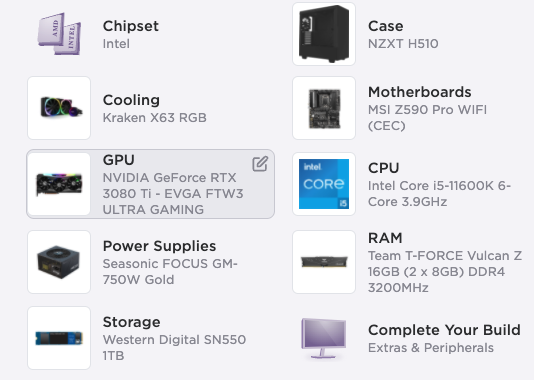 Chipset
Intel
AMD
INTEL
Case
NZXT H510
Cooling
Kraken X63 RGB
Motherboards
MSI Z590 Pro WIFI
(CEC)
GPU
NVIDIA GeForce RTX
3080 Ti - EVGA FTW3
ULTRA GAMING
CPU
Intel Core i5-11600K 6-
Core 3.9GHz
intel
CORE
i5
Power Supplies
Seasonic FOCUS GM-
750W Gold
RAM
Team T-FORCE Vulcan Z
16GB (2 x 8GB) DDR4
3200MHz
Storage
Western Digital SN550
1TB
Complete Your Build
Extras & Peripherals